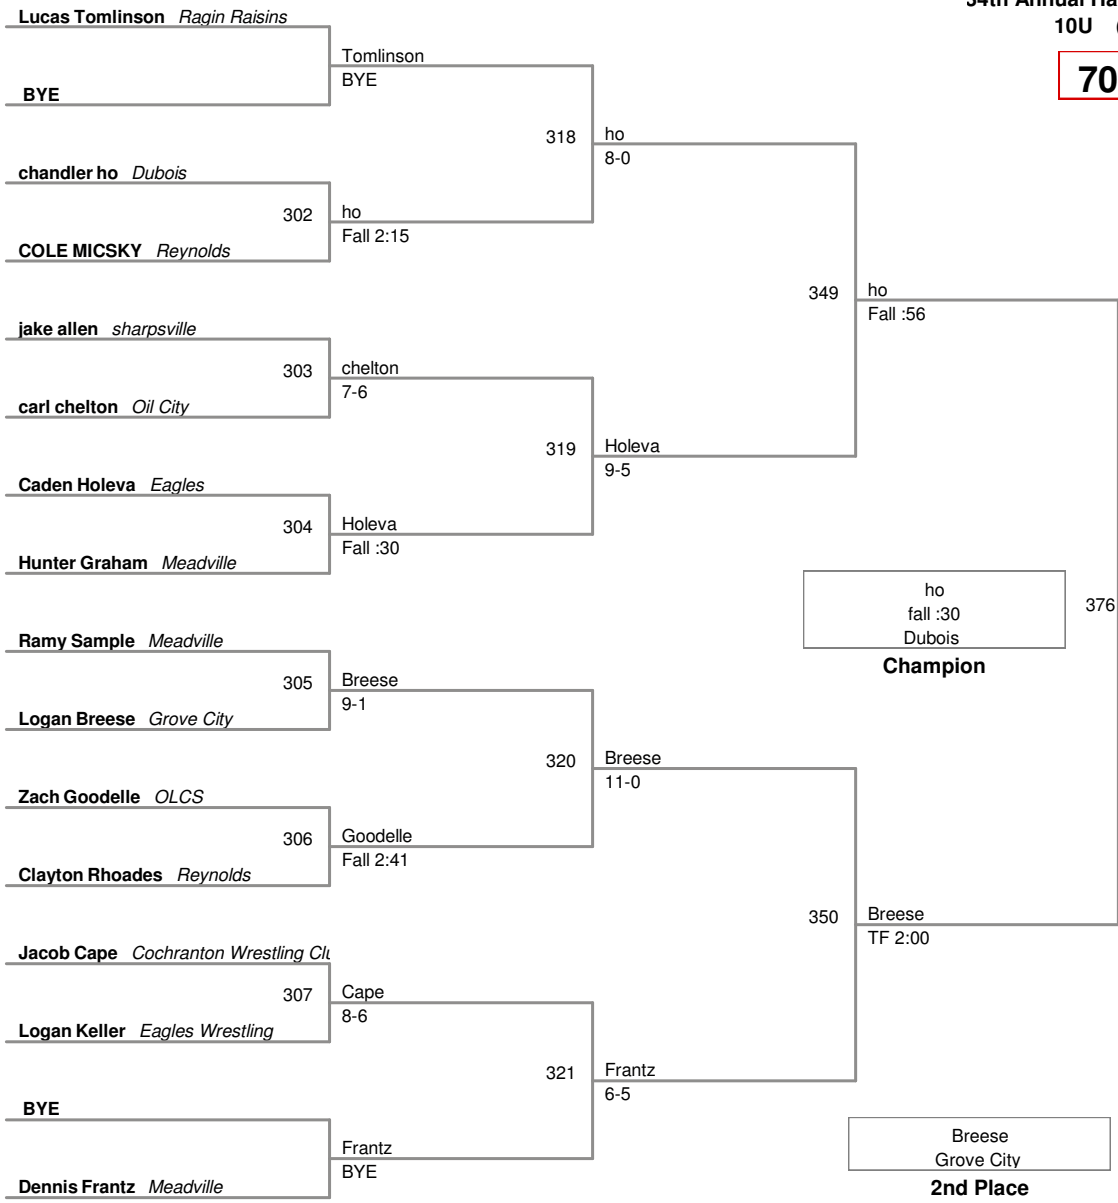 34th Annual Ha
10U
70
Lucas Tomlinson Ragin Raisins
Tomlinson
BYE
BYE
318
ho
8-0
chandler ho Dubois
302
ho
Fall 2:15
COLE MICSKY Reynolds
349
ho
Fall :56
jake allen sharpsville
303
chelton
7-6
carl chelton Oil City
319
Holeva
9-5
Caden Holeva Eagles
304
Holeva
Fall :30
Hunter Graham Meadville
ho
fall :30
Dubois
376
Champion
Ramy Sample Meadville
305
Breese
9-1
Logan Breese Grove City
320
Breese
11-0
Zach Goodelle OLCS
306
Goodelle
Fall 2:41
Clayton Rhoades Reynolds
350
Breese
TF 2:00
Jacob Cape Cochranton Wrestling Clu
307
Cape
8-6
Logan Keller Eagles Wrestling
321
Frantz
6-5
BYE
Frantz
BYE
Dennis Frantz Meadville
Breese
Grove City
2nd Place